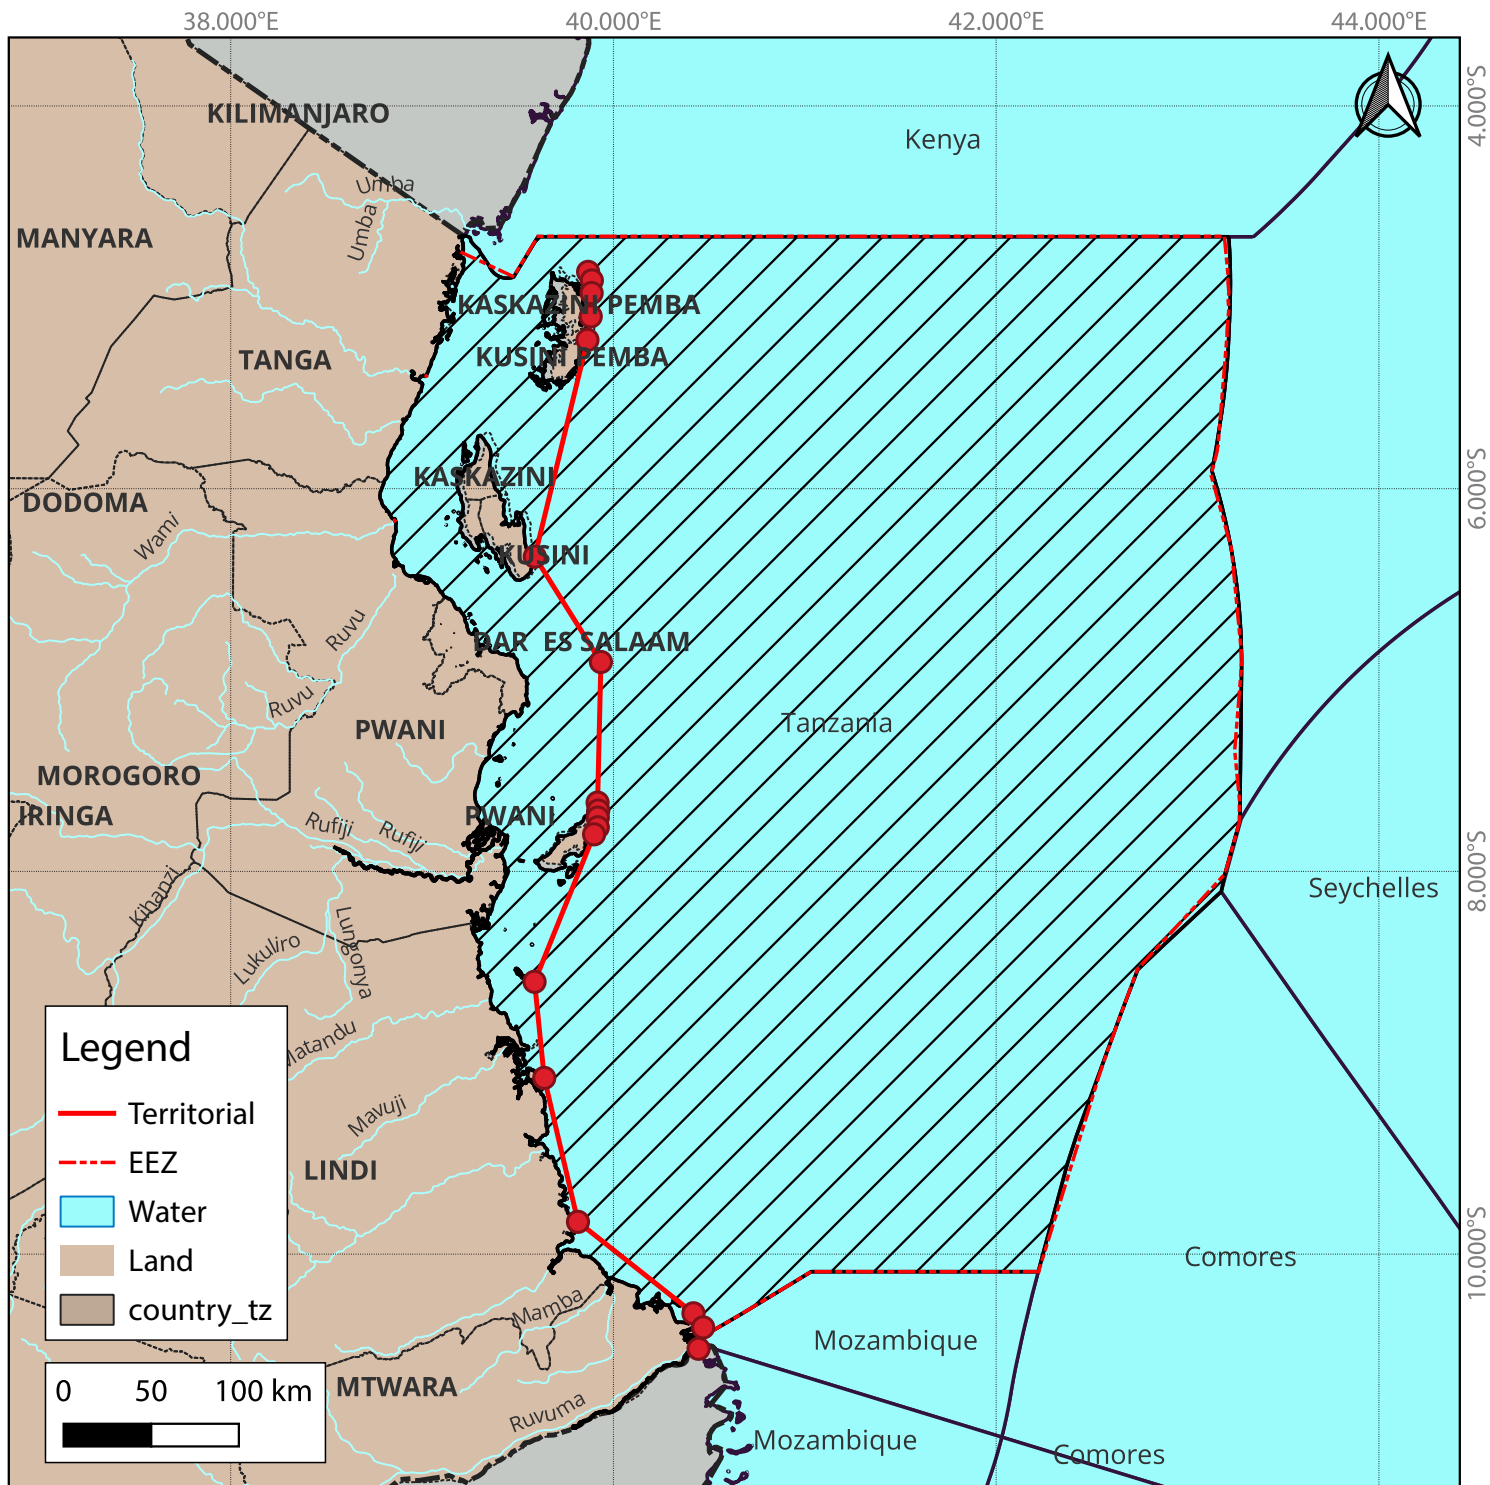 38.000°E 40.000°E 42.000°E 44.000°E
4.000°S
KILIMANJARO
Kenya
Umba
Umba
MANYARA
KASKAZINI PEMBA
TANGA
KUSINI PEMBA
KASKAZINI
6.000°S
DODOMA
Wami
KUSINI
Ruvu
DAR ES SALAAM
Ruvu
Tanzania
PWANI
MOROGORO
IRINGA
PWANI
Rufiji
Rufiji
8.000°S
Seychelles
Kihanzi
Lukuliro
Lungonya
Matandu
Mavuji
LINDI
Legend
Territorial
EEZ
Water
Land
country_tz
10.000°S
Comores
Mamba
Mozambique
0 50 100 km
MTWARA
Ruvuma
Mozambique
Comores